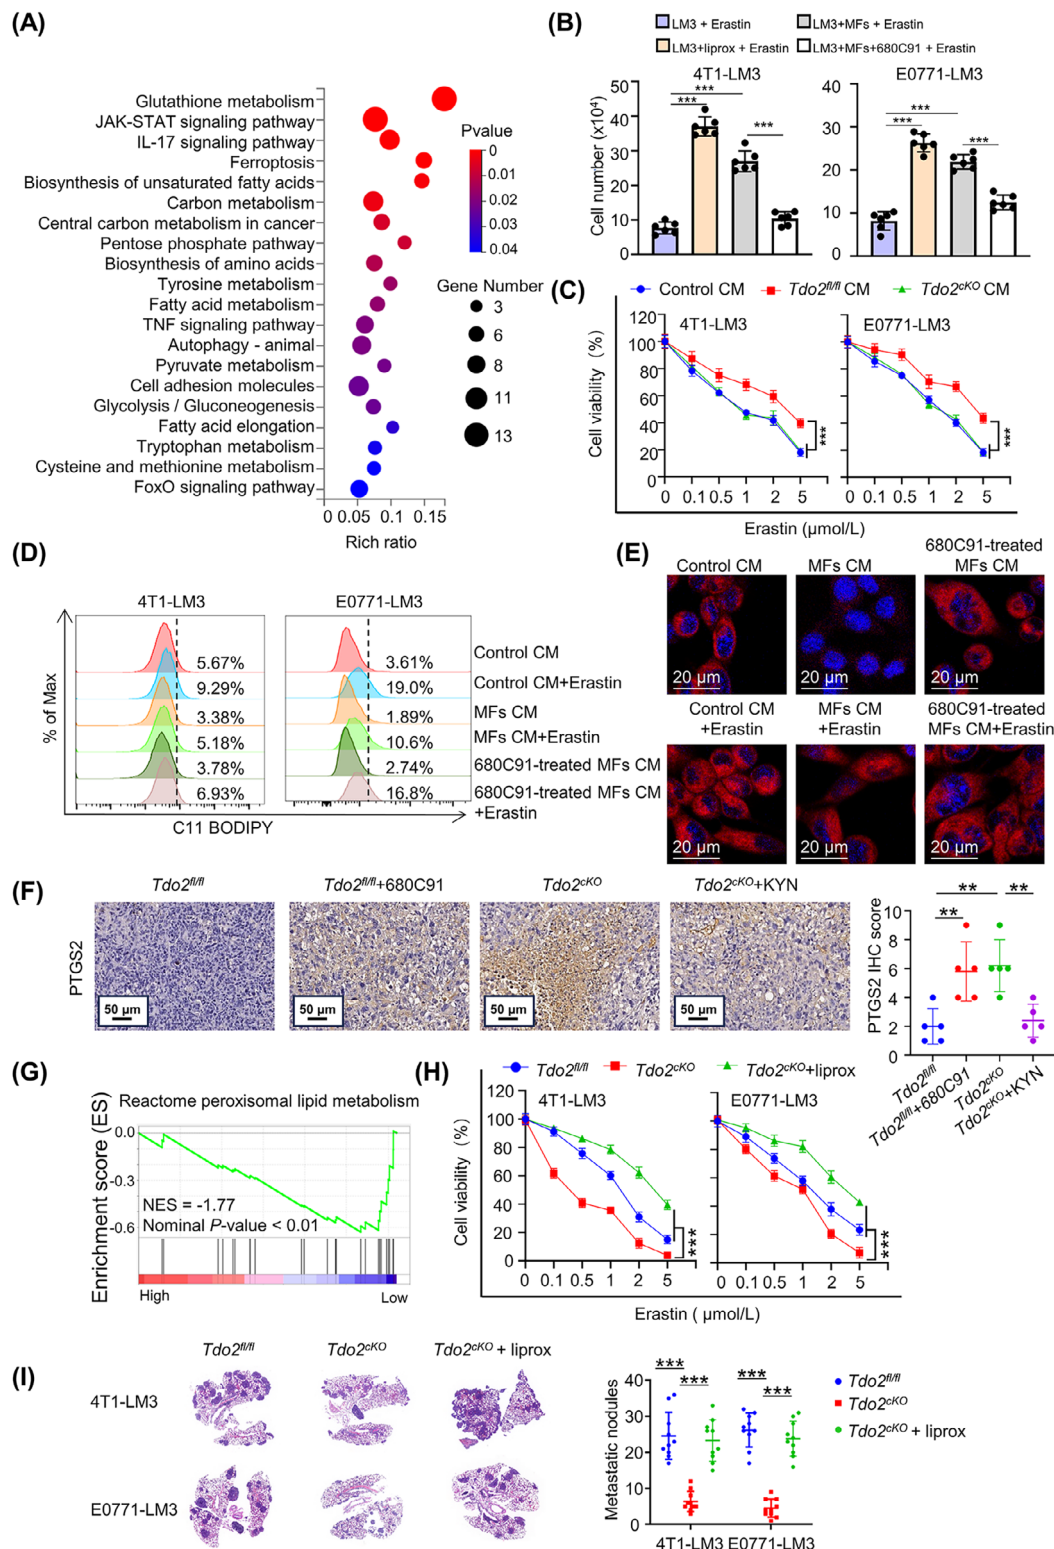 (A)
Glutathione metabolism
JAK-STAT signaling pathway
IL-17 signaling pathway
Ferroptosis
Biosynthesis of unsaturated fatty acids
Carbon metabolism
Central carbon metabolism in cancer
Pentose phosphate pathway
Biosynthesis of amino acids
Tyrosine metabolism
Fatty acid metabolism
TNF signaling pathway
Autophagy - animal
Pyruvate metabolism
Cell adhesion molecules
Glycolysis / Gluconeogenesis
Fatty acid elongation
Tryptophan metabolism
Cysteine and methionine metabolism
FoxO signaling pathway
0 0.05 0.1 0.15
Rich ratio
Pvalue
0
0.01
0.02
0.03
0.04
Gene Number
3
6
8
11
13
(B)
LM3 + Erastin
LM3+MFs + Erastin
LM3+liprox + Erastin
LM3+MFs+680C91 + Erastin
4T1-LM3
E0771-LM3
Cell number (x10⁴)
50
40
30
20
10
0
*** *** ***
40
30
20
10
0
*** *** ***
(C)
Control CM
Tdo2fl/fl CM
Tdo2cKO CM
4T1-LM3
E0771-LM3
Cell viability (%)
120
100
80
60
40
20
0
***
***
0 0.1 0.5 1 2 5
0 0.1 0.5 1 2 5
Erastin (μmol/L)
(D)
4T1-LM3
E0771-LM3
% of Max
5.67% 3.61% Control CM
9.29% 19.0% Control CM+Erastin
3.38% 1.89% MFs CM
5.18% 10.6% MFs CM+Erastin
3.78% 2.74% 680C91-treated MFs CM
6.93% 16.8% 680C91-treated MFs CM
+Erastin
C11 BODIPY
(E)
Control CM
MFs CM
680C91-treated
MFs CM
20 μm 20 μm 20 μm
Control CM
+Erastin
MFs CM
+Erastin
680C91-treated
MFs CM+Erastin
20 μm 20 μm 20 μm
(F)
Tdo2fl/fl
Tdo2fl/fl+680C91
Tdo2cKO
Tdo2cKO+KYN
PTGS2
50 μm 50 μm 50 μm 50 μm
PTGS2 IHC score
10
8
6
4
2
0
** ** **
Tdo2fl/fl
Tdo2fl/fl+680C91
Tdo2cKO
Tdo2cKO+KYN
(G)
Reactome peroxisomal lipid metabolism
Enrichment score (ES)
0.0
-0.3
-0.6
NES = -1.77
Nominal P-value < 0.01
High Low
(H)
Tdo2fl/fl
Tdo2cKO
Tdo2cKO+liprox
4T1-LM3
E0771-LM3
Cell viability (%)
120
100
80
60
40
20
0
***
***
0 0.1 0.5 1 2 5
0 0.1 0.5 1 2 5
Erastin ( μmol/L)
(I)
Tdo2fl/fl
Tdo2cKO
Tdo2cKO + liprox
4T1-LM3
E0771-LM3
Metastatic nodules
40
30
20
10
0
*** *** *** ***
4T1-LM3 E0771-LM3
Tdo2fl/fl
Tdo2cKO
Tdo2cKO + liprox